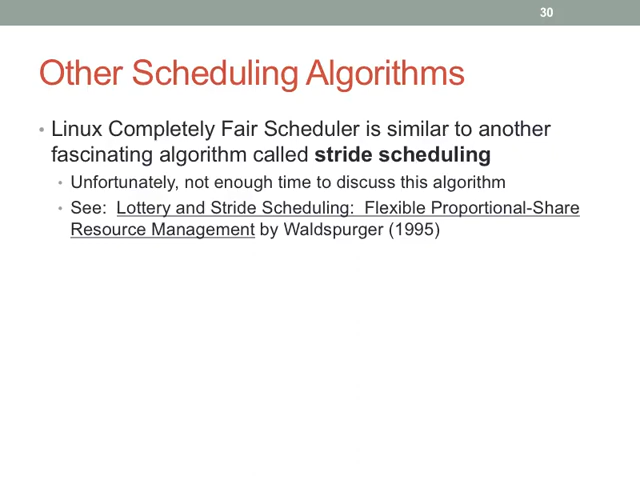 30
Other Scheduling Algorithms
• Linux Completely Fair Scheduler is similar to another
fascinating algorithm called stride scheduling
• Unfortunately, not enough time to discuss this algorithm
• See:  Lottery and Stride Scheduling:  Flexible Proportional-Share
Resource Management by Waldspurger (1995)